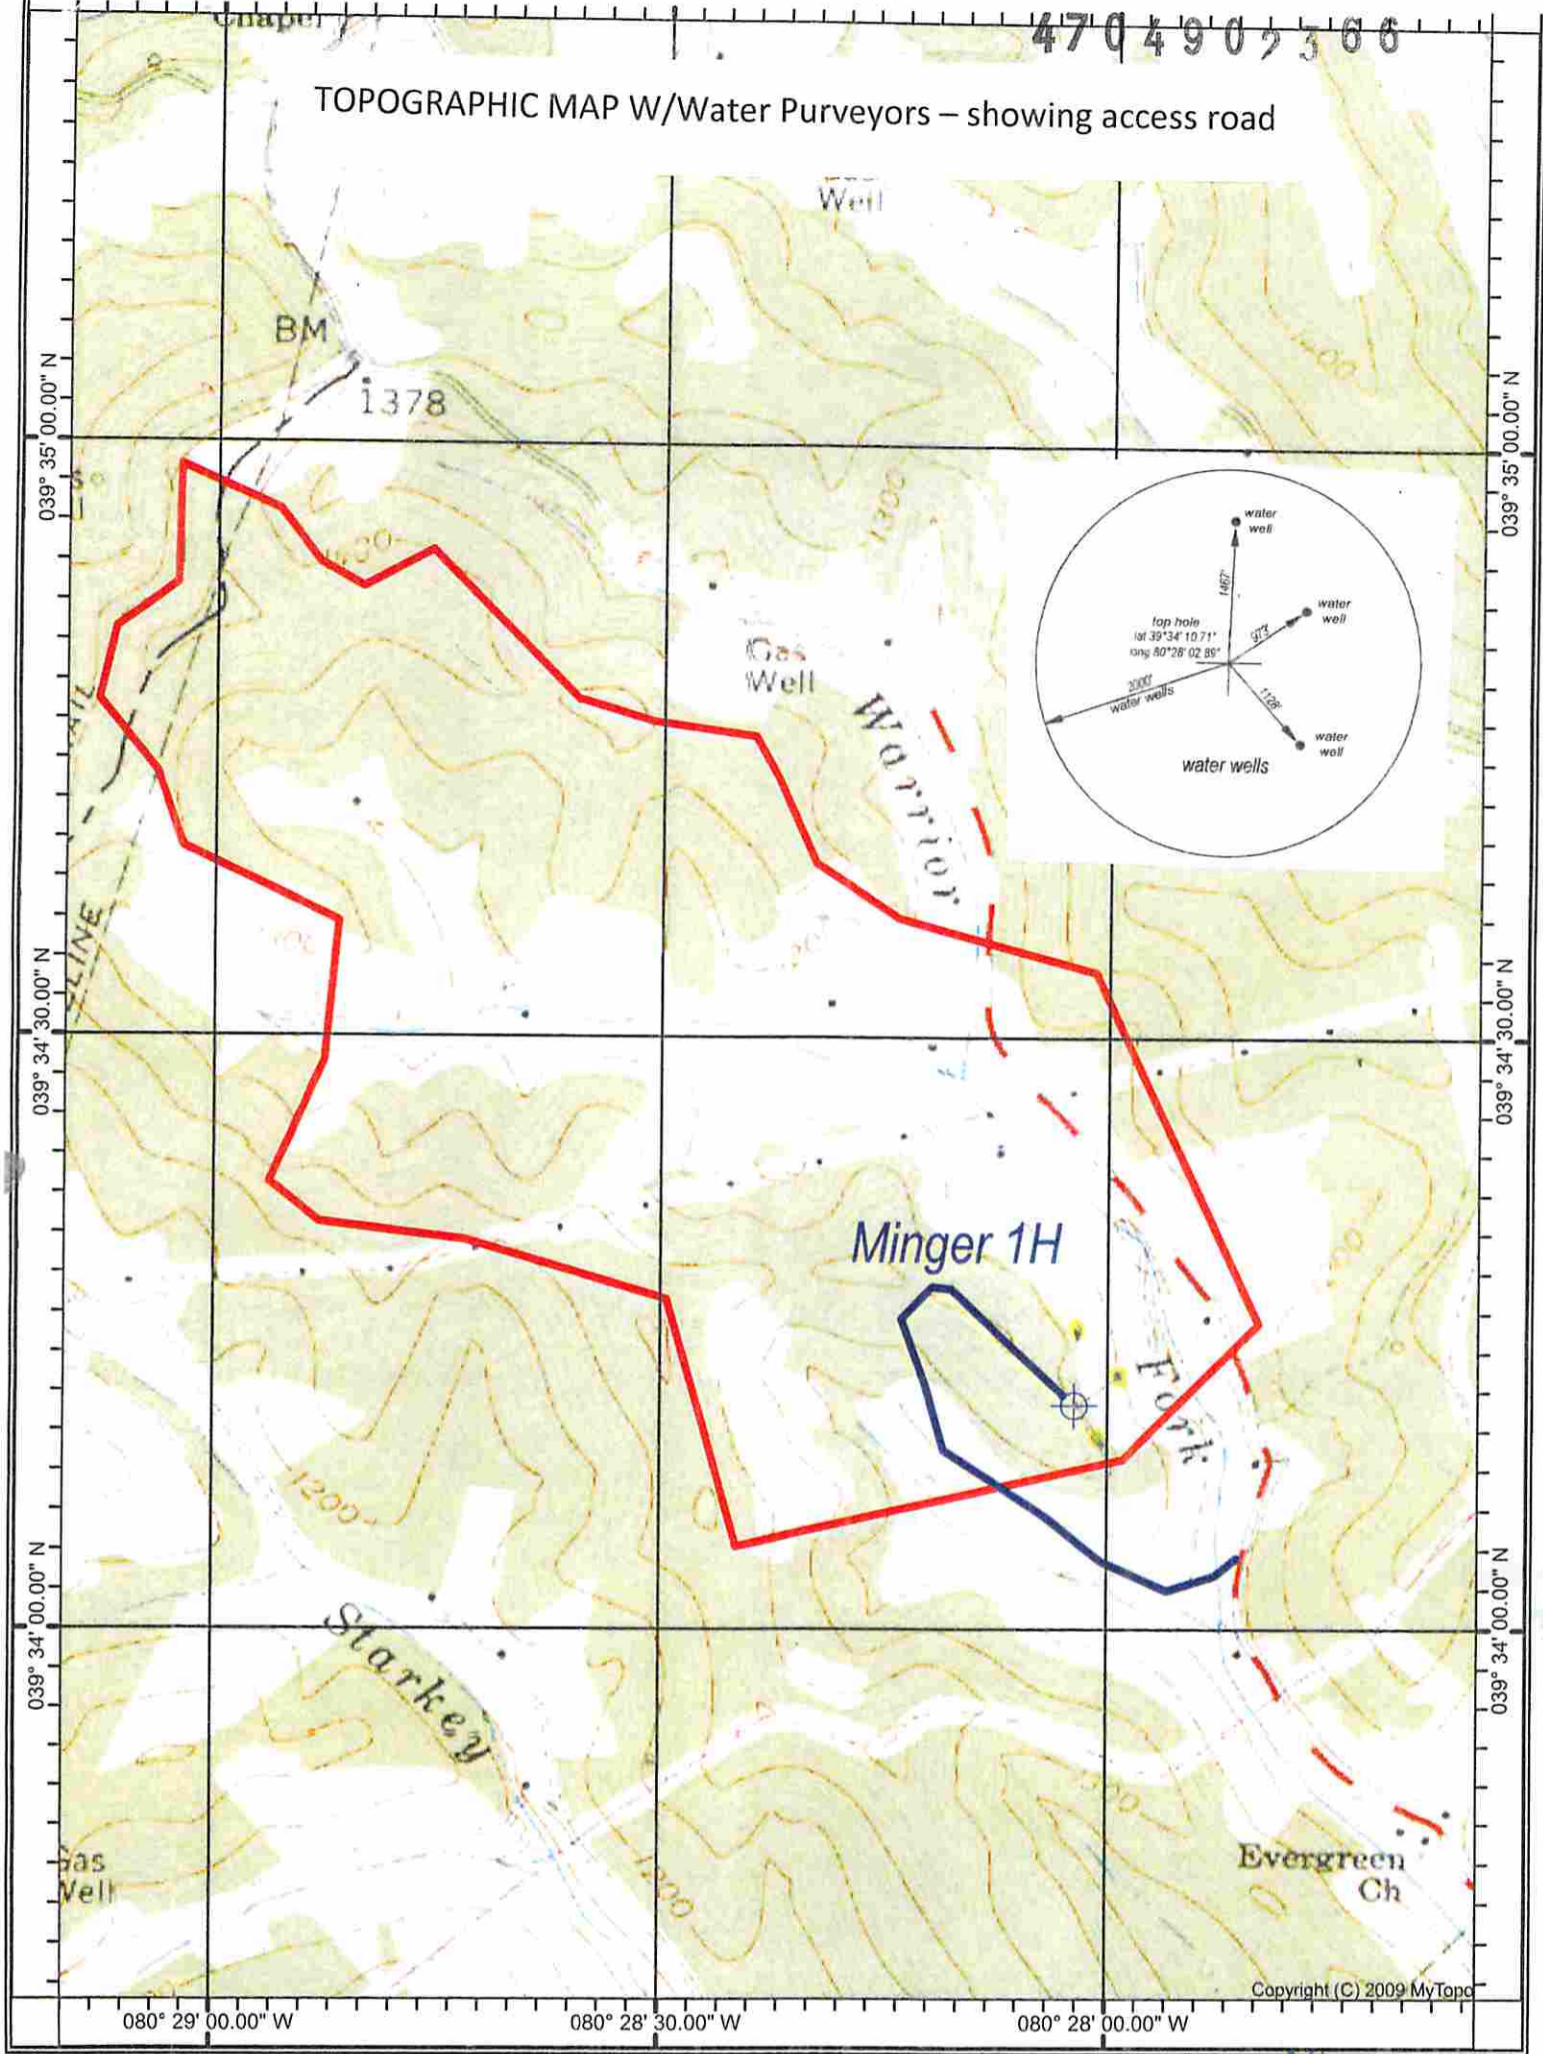 4704902366
TOPOGRAPHIC MAP W/Water Purveyors – showing access road
Well
BM
1378
1300
1200
039° 35' 00.00" N
039° 35' 00.00" N
water
well
1467'
water
well
973'
top hole
lat 39°34' 10.71"
long 80°28' 02.89"
2000'
water wells
1128'
water
well
water wells
Gas
Well
Warrior
039° 34' 30.00" N
039° 34' 30.00" N
Minger 1H
Fork
1200
039° 34' 00.00" N
039° 34' 00.00" N
Starkey
1200
Gas
Well
Evergreen
Ch
Copyright (C) 2009 MyTopo
080° 29' 00.00" W
080° 28' 30.00" W
080° 28' 00.00" W